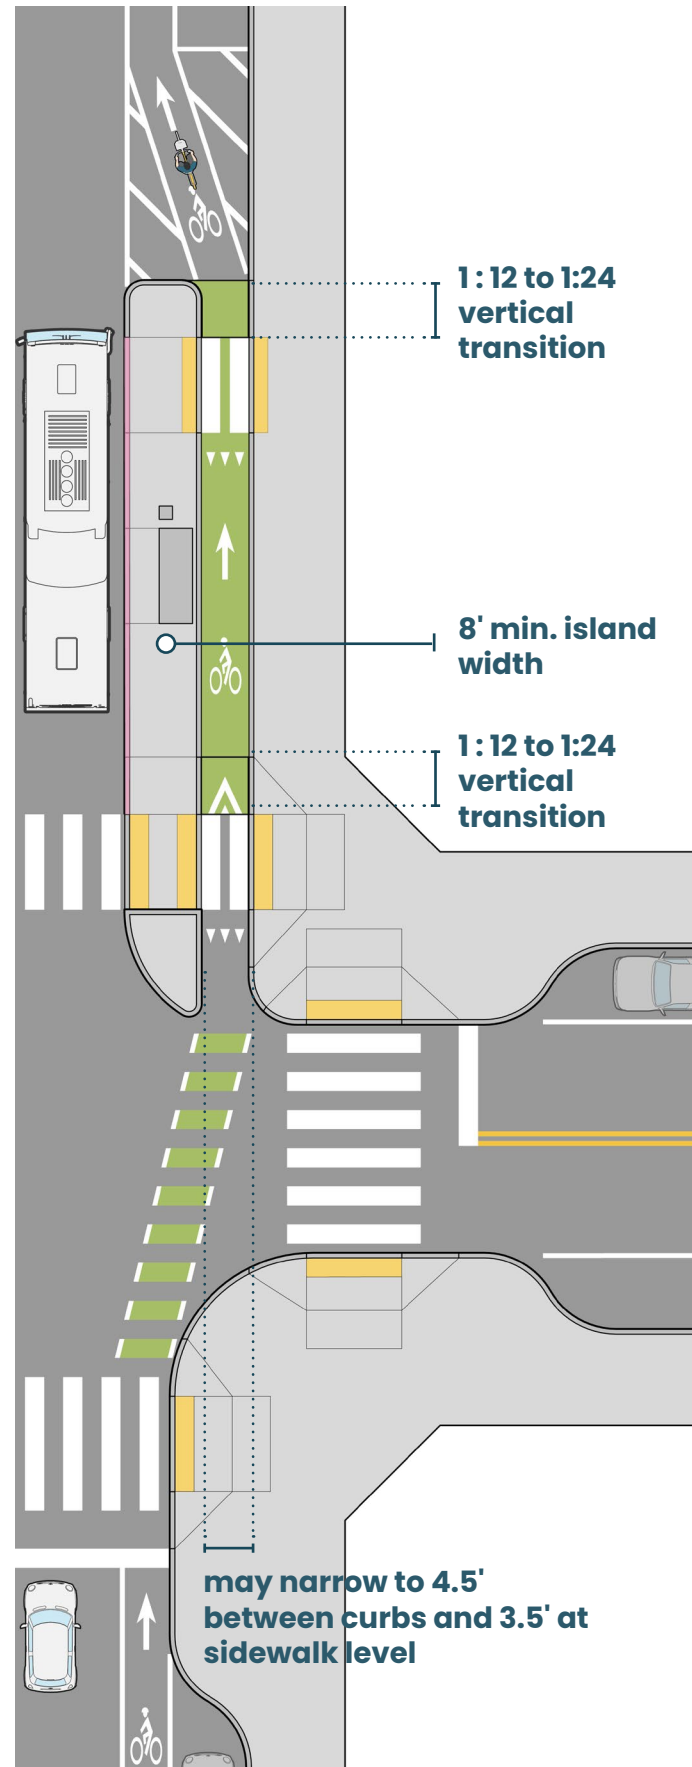 1 : 12 to 1:24
vertical
transition
8' min. island
width
1 : 12 to 1:24
vertical
transition
may narrow to 4.5'
between curbs and 3.5' at
sidewalk level